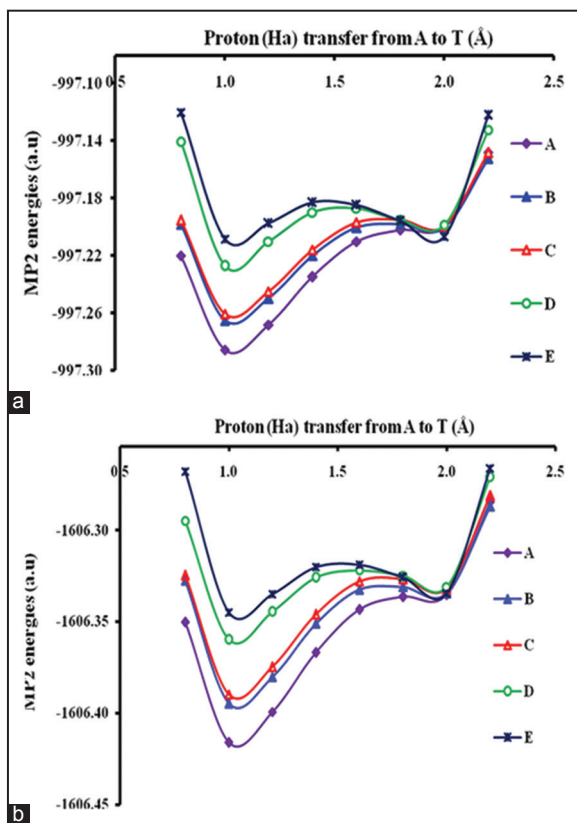 Proton (Ha) transfer from A to T (Å)
0.5 1.0 1.5 2.0 2.5
-997.10
-997.14
-997.18
-997.22
-997.26
-997.30
MP2 energies (a.u)
A
B
C
D
E
a
Proton (Ha) transfer from A to T (Å)
0.5 1.0 1.5 2.0 2.5
-1606.30
-1606.35
-1606.40
-1606.45
MP2 energies (a.u)
A
B
C
D
E
b